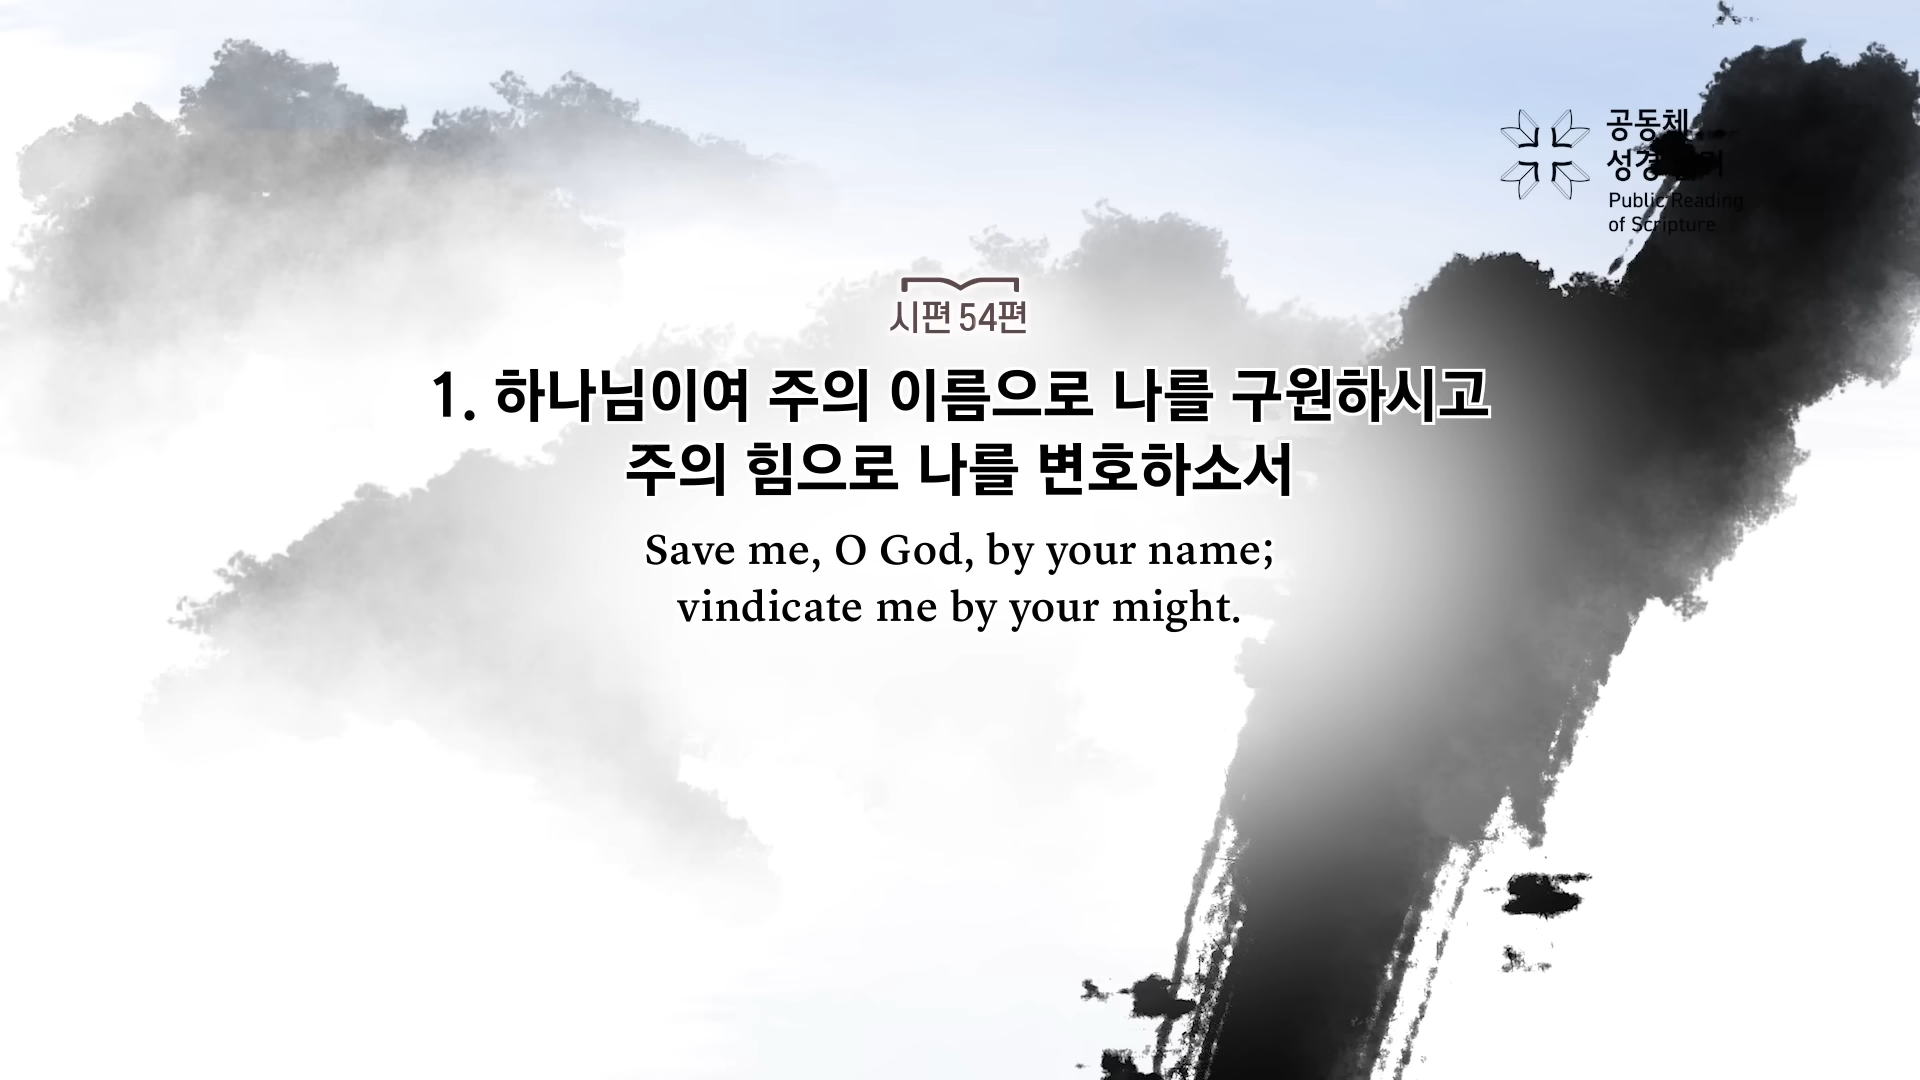 공동체
Public Reading
of Scripture
시편 54편
1. 하나님이여 주의 이름으로 나를 구원하시고
주의 힘으로 나를 변호하소서
Save me, O God, by your name;
vindicate me by your might.